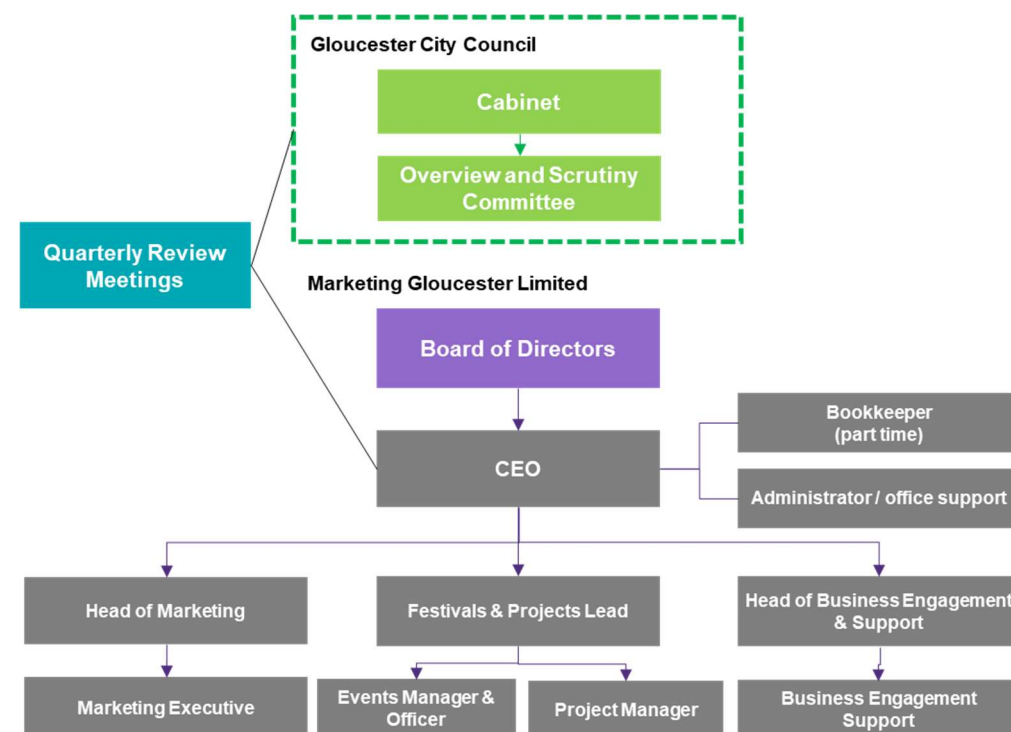 Gloucester City Council
Cabinet
Overview and Scrutiny
Committee
Quarterly Review
Meetings
Marketing Gloucester Limited
Board of Directors
CEO
Bookkeeper
(part time)
Administrator / office support
Head of Marketing
Festivals & Projects Lead
Head of Business Engagement
& Support
Marketing Executive
Events Manager &
Officer
Project Manager
Business Engagement
Support